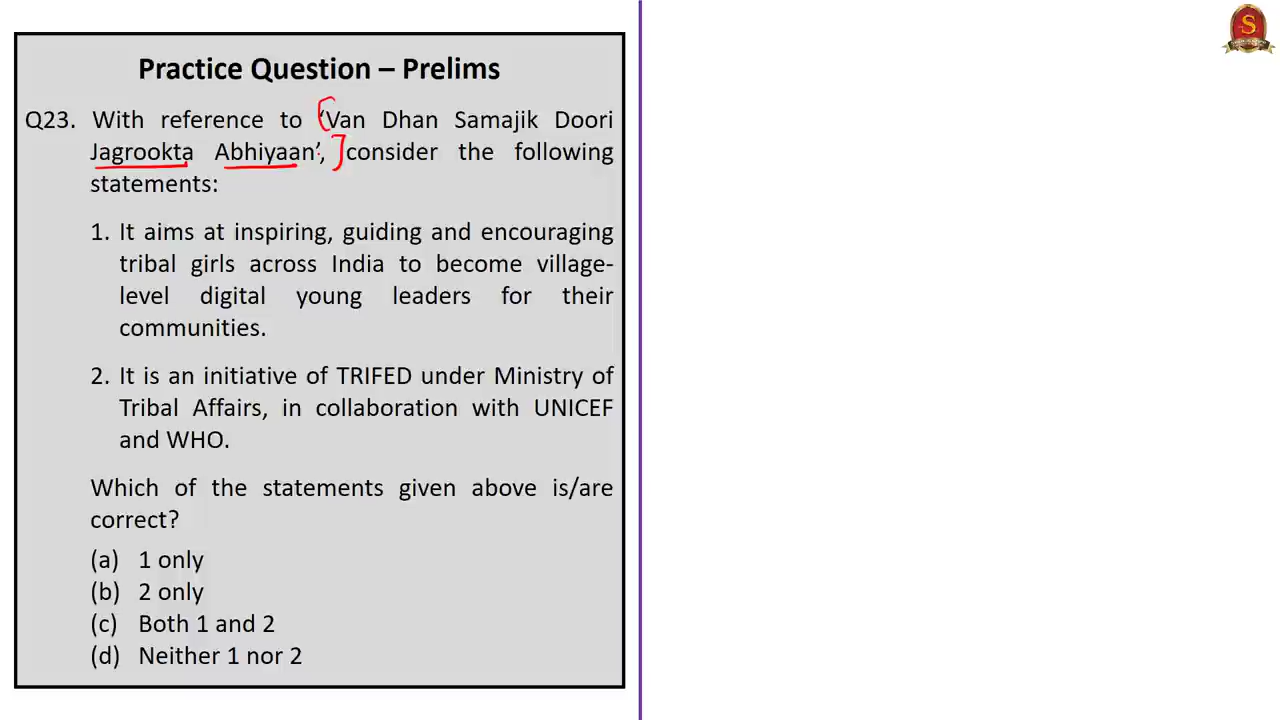 Practice Question – Prelims
Q23. With reference to ‘Van Dhan Samajik Doori
Jagrookta Abhiyaan’, consider the following
statements:
1. It aims at inspiring, guiding and encouraging
tribal girls across India to become village-
level digital young leaders for their
communities.
2. It is an initiative of TRIFED under Ministry of
Tribal Affairs, in collaboration with UNICEF
and WHO.
Which of the statements given above is/are
correct?
(a) 1 only
(b) 2 only
(c) Both 1 and 2
(d) Neither 1 nor 2
S